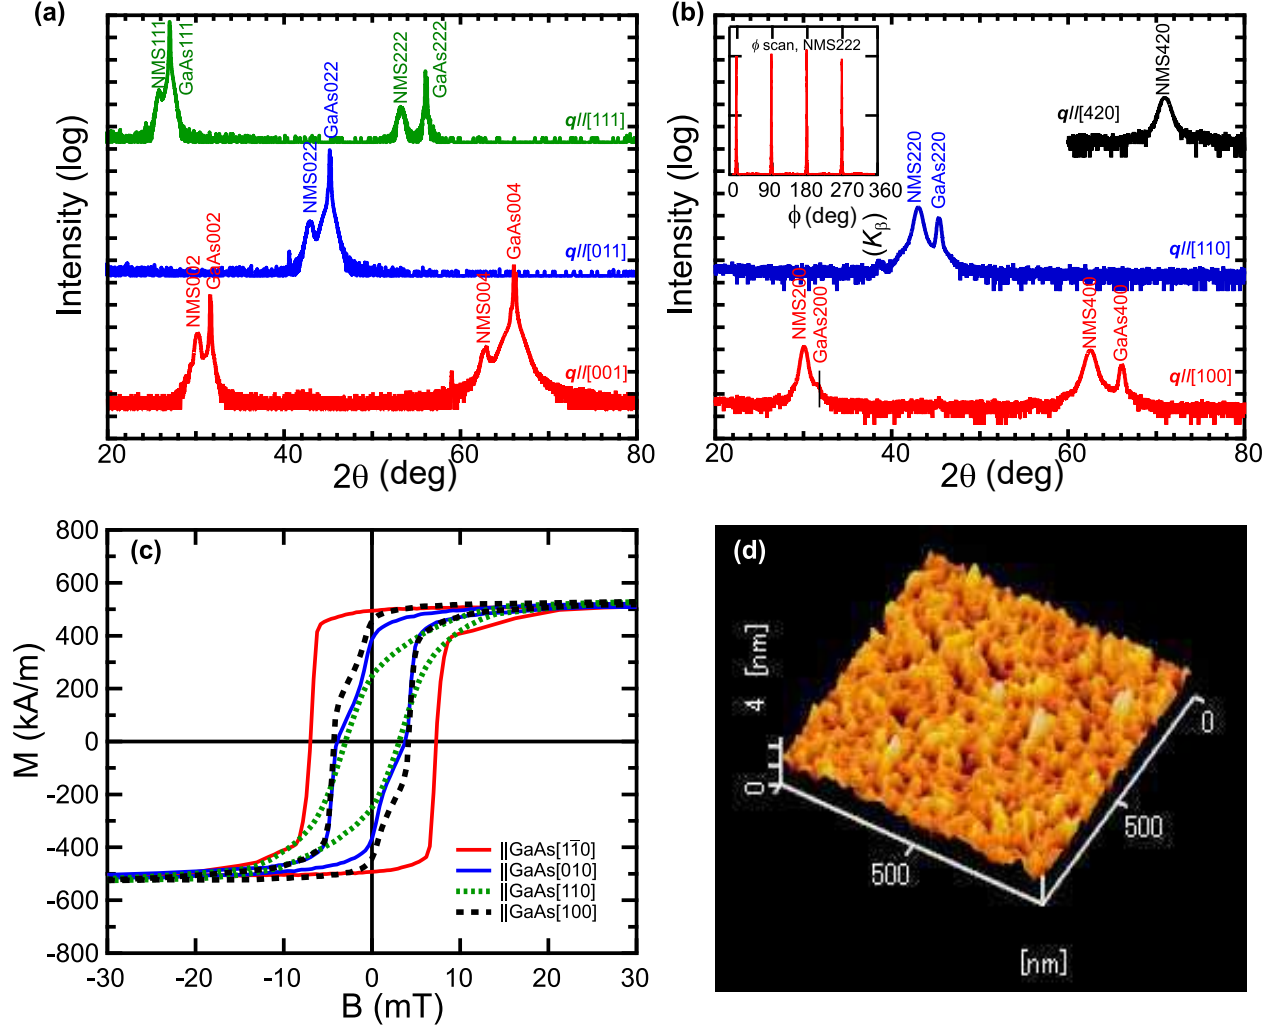 (a)
Intensity (log)
NMS111
GaAs111
NMS222
GaAs222
q//[111]
NMS022
GaAs022
q//[011]
NMS002
GaAs002
NMS004
GaAs004
q//[001]
20 40 60 80
2θ (deg)
(b)
Intensity (log)
ϕ scan, NMS222
0 90 180 270 360
ϕ (deg)
NMS420
q//[420]
(Kβ)
NMS220
GaAs220
q//[110]
NMS200
GaAs200
NMS400
GaAs400
q//[100]
20 40 60 80
2θ (deg)
(c)
M (kA/m)
800
600
400
200
0
-200
-400
-600
-800
||GaAs[11̅0]
||GaAs[010]
||GaAs[110]
||GaAs[100]
-30 -20 -10 0 10 20 30
B (mT)
(d)
[nm]
4
0
0
500
500
[nm]